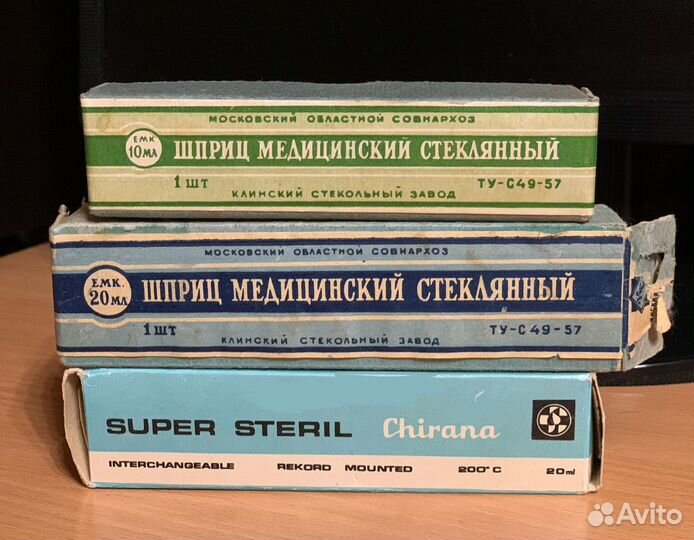 МОСКОВСКИЙ ОБЛАСТНОЙ СОВНАРХОЗ
ЕМК
10 МЛ
ШПРИЦ МЕДИЦИНСКИЙ СТЕКЛЯННЫЙ
1 ШТ ТУ-С49-57
КЛИНСКИЙ СТЕКОЛЬНЫЙ ЗАВОД
МОСКОВСКИЙ ОБЛАСТНОЙ СОВНАРХОЗ
ЕМК.
20 МЛ
ШПРИЦ МЕДИЦИНСКИЙ СТЕКЛЯННЫЙ
1 ШТ ТУ-С49-57
КЛИНСКИЙ СТЕКОЛЬНЫЙ ЗАВОД
SUPER STERIL Chirana
INTERCHANGEABLE REKORD MOUNTED 200°C 20 ml
Avito